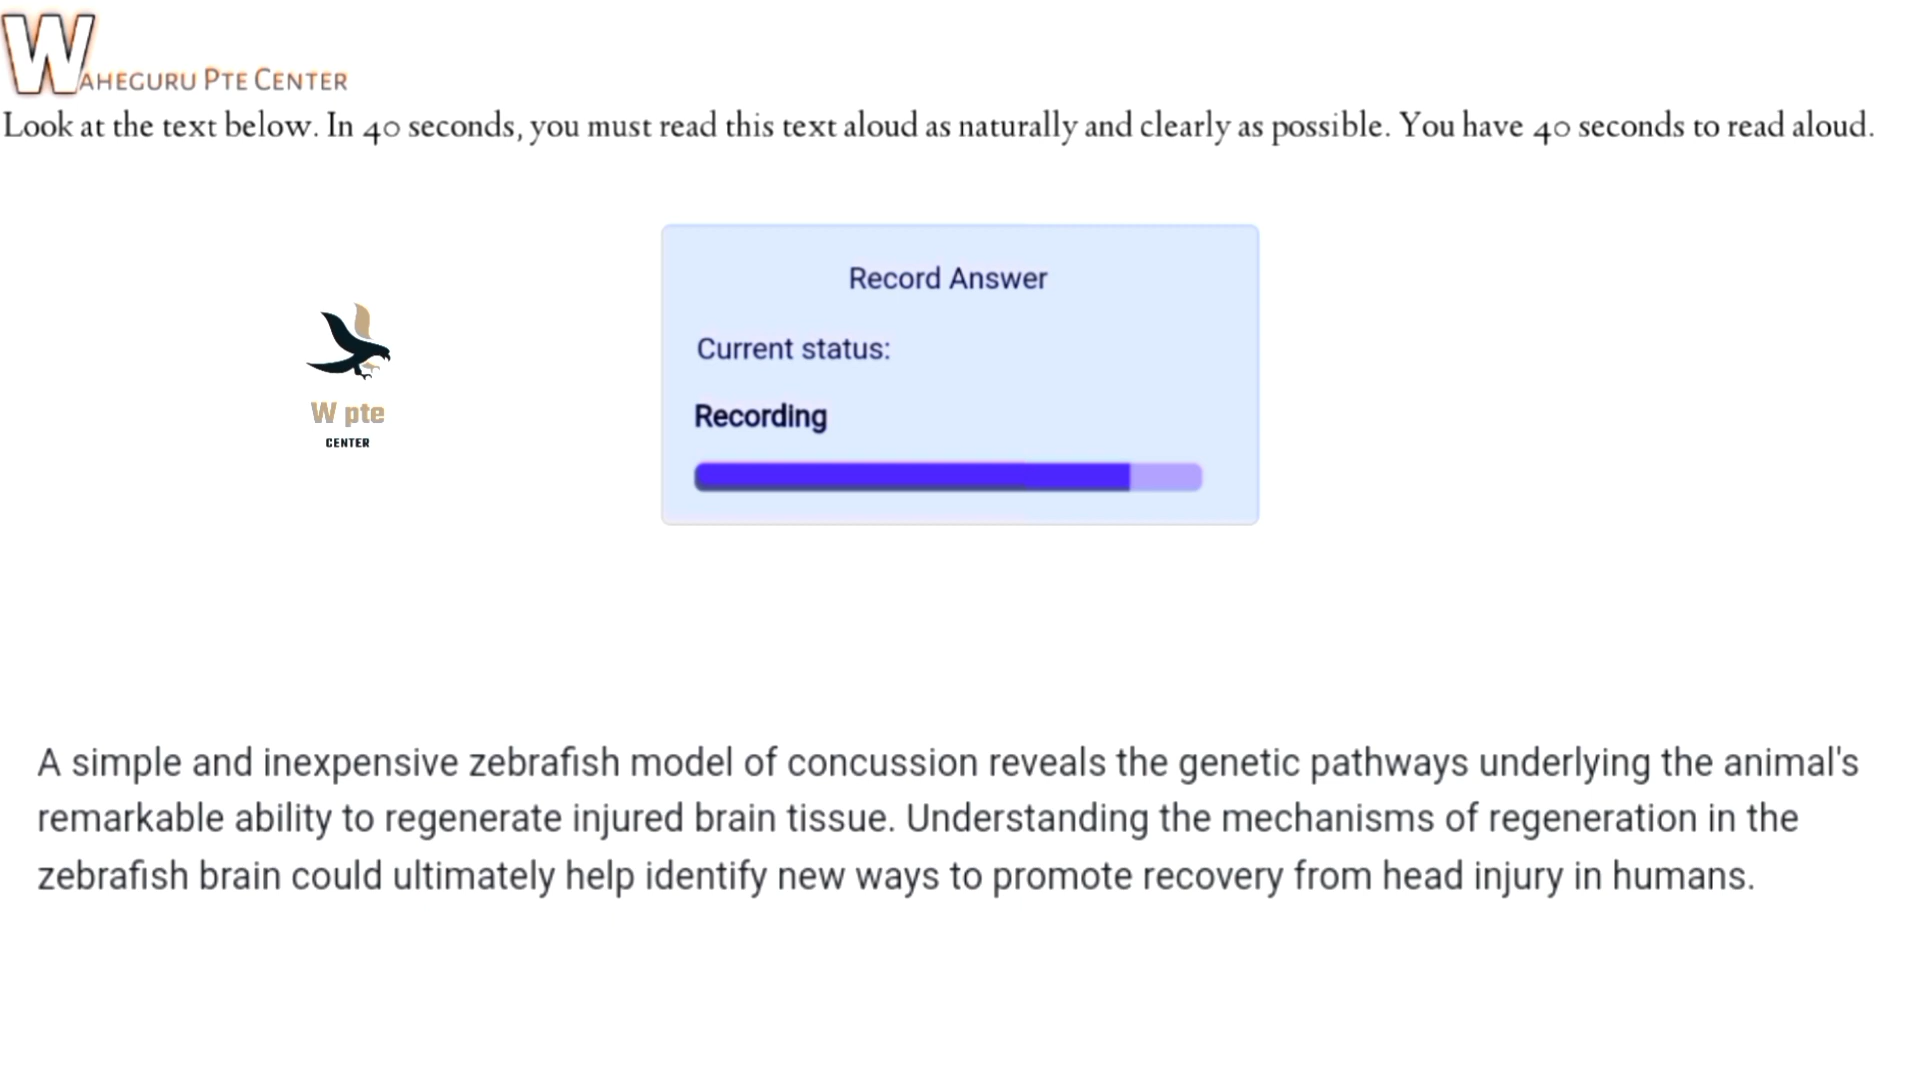 WAHEGURU PTE CENTER
Look at the text below. In 40 seconds, you must read this text aloud as naturally and clearly as possible. You have 40 seconds to read aloud.
Record Answer
Current status:
Recording
W pte
CENTER
A simple and inexpensive zebrafish model of concussion reveals the genetic pathways underlying the animal's
remarkable ability to regenerate injured brain tissue. Understanding the mechanisms of regeneration in the
zebrafish brain could ultimately help identify new ways to promote recovery from head injury in humans.